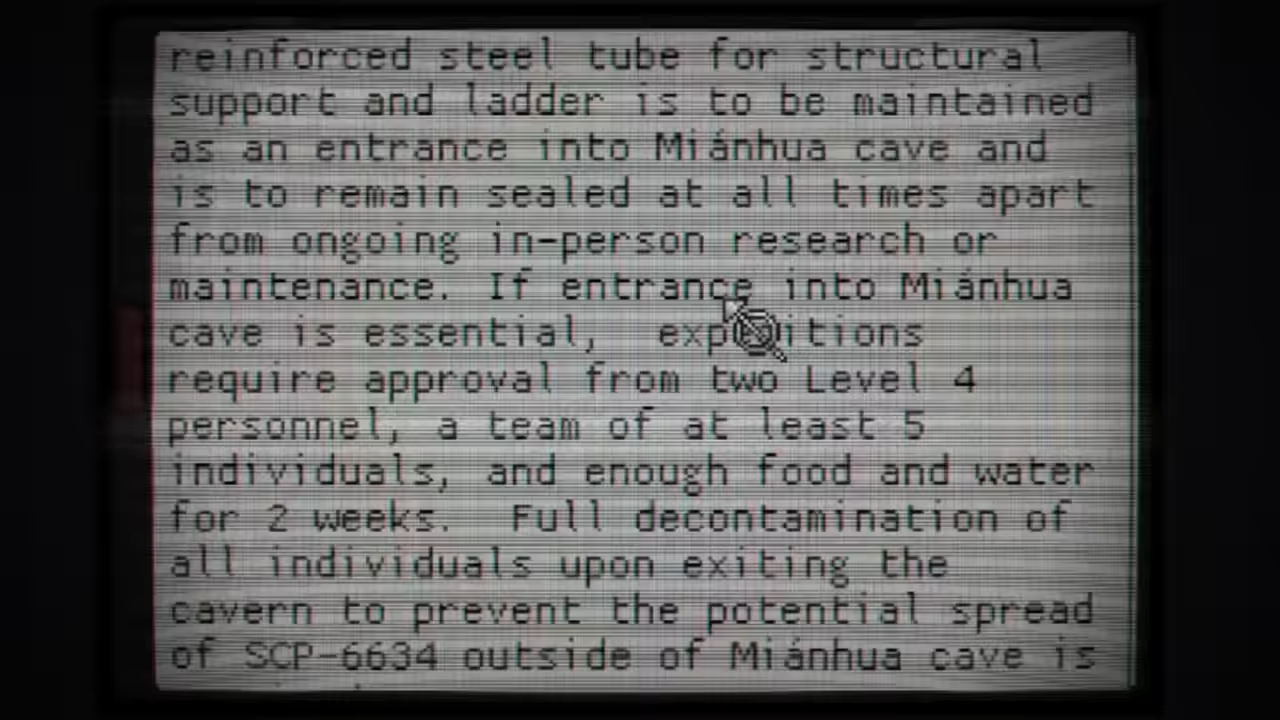 reinforced steel tube for structural
support and ladder is to be maintained
as an entrance into Miánhua cave and
is to remain sealed at all times apart
from ongoing in-person research or
maintenance. If entrance into Miánhua
cave is essential, expeditions
require approval from two Level 4
personnel, a team of at least 5
individuals, and enough food and water
for 2 weeks. Full decontamination of
all individuals upon exiting the
cavern to prevent the potential spread
of SCP-6634 outside of Miánhua cave is